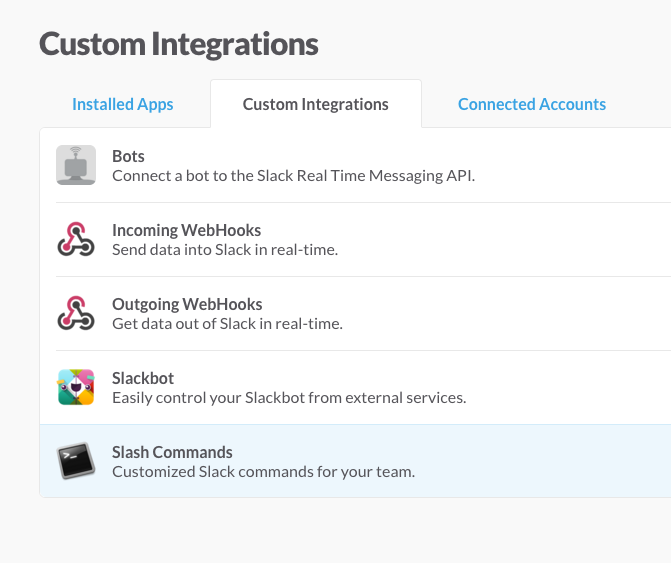 Custom Integrations
Installed Apps
Custom Integrations
Connected Accounts
Bots
Connect a bot to the Slack Real Time Messaging API.
Incoming WebHooks
Send data into Slack in real-time.
Outgoing WebHooks
Get data out of Slack in real-time.
Slackbot
Easily control your Slackbot from external services.
Slash Commands
Customized Slack commands for your team.